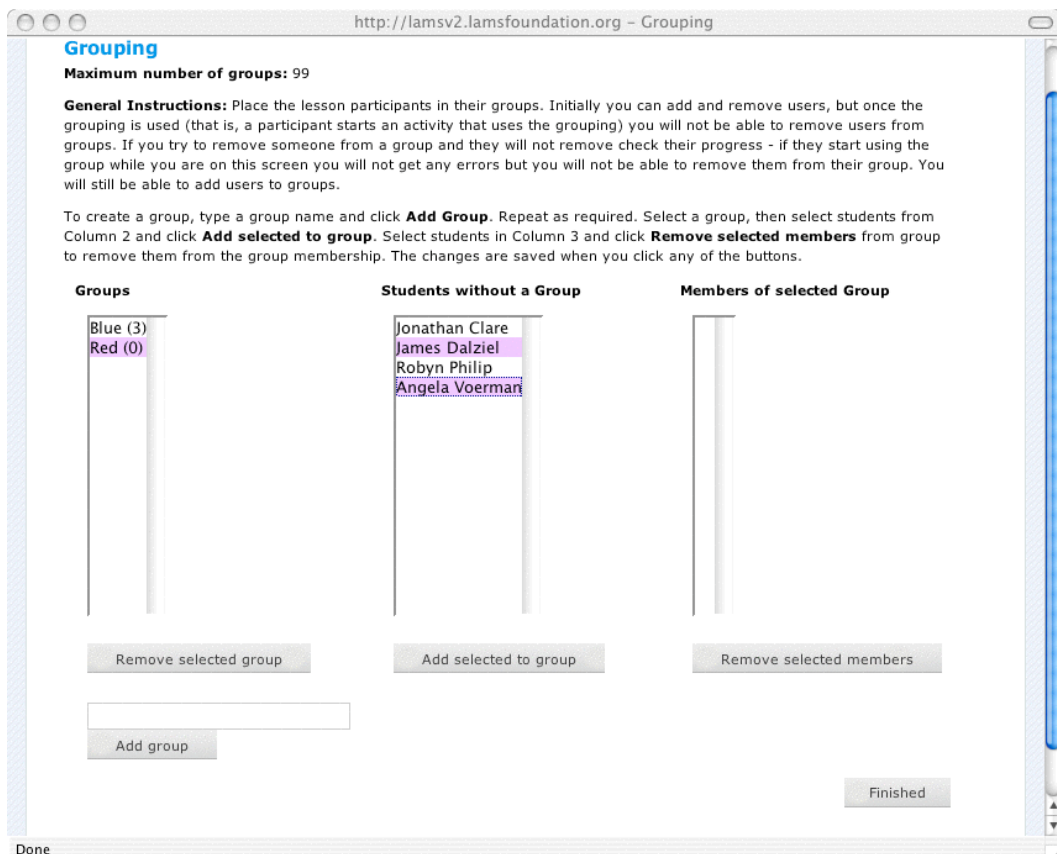 http://lamsv2.lamsfoundation.org – Grouping
Grouping
Maximum number of groups: 99
General Instructions: Place the lesson participants in their groups. Initially you can add and remove users, but once the
grouping is used (that is, a participant starts an activity that uses the grouping) you will not be able to remove users from
groups. If you try to remove someone from a group and they will not remove check their progress - if they start using the
group while you are on this screen you will not get any errors but you will not be able to remove them from their group. You
will still be able to add users to groups.
To create a group, type a group name and click Add Group. Repeat as required. Select a group, then select students from
Column 2 and click Add selected to group. Select students in Column 3 and click Remove selected members from group
to remove them from the group membership. The changes are saved when you click any of the buttons.
Groups
Students without a Group
Members of selected Group
Blue (3)
Red (0)
Jonathan Clare
James Dalziel
Robyn Philip
Angela Voerman
Remove selected group
Add selected to group
Remove selected members
Add group
Finished
Done